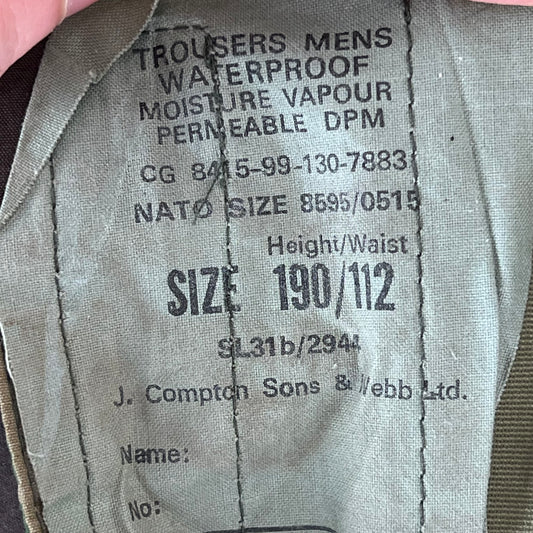 TROUSERS MENS
WATERPROOF
MOISTURE VAPOUR
PERMEABLE DPM
CG 8415-99-130-7883
NATO SIZE 8595/0515
Height/Waist
SIZE 190/112
SL31b/2944
J. Compton Sons & Webb Ltd.
Name:
No: